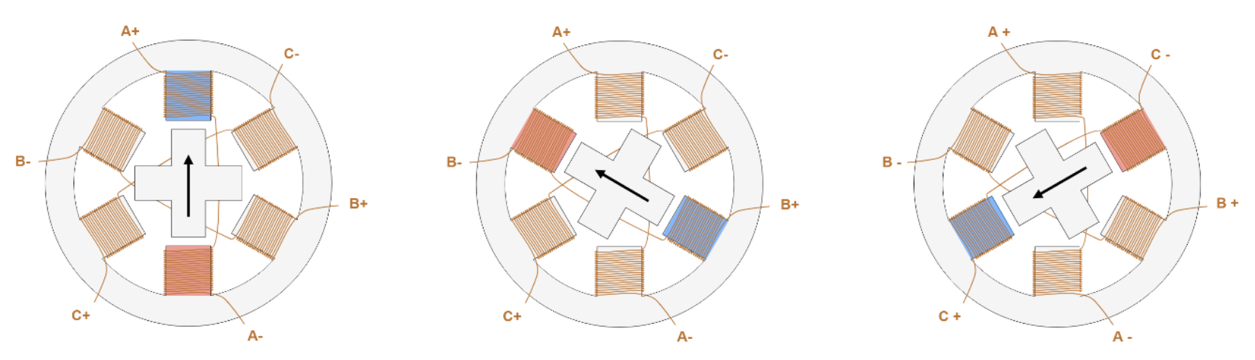 A+
C-
B-
B+
C+
A-
A+
C-
B-
B+
C+
A-
A +
C -
B -
B +
C +
A -